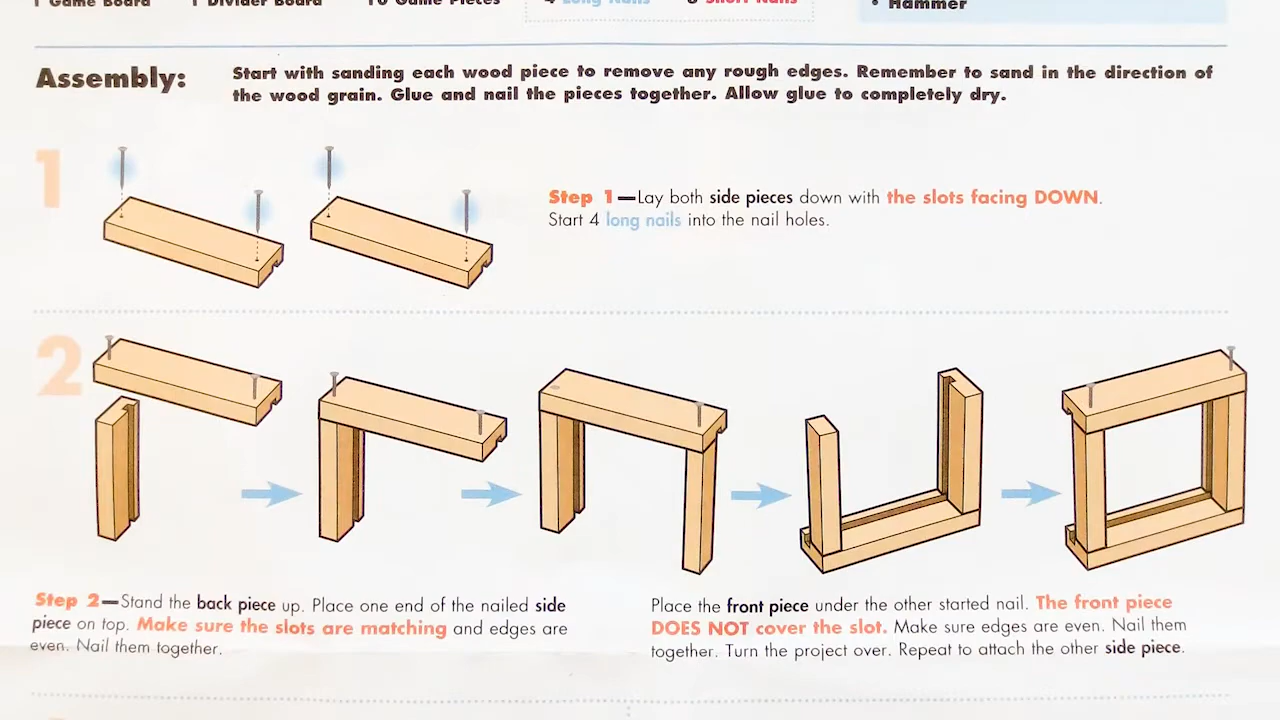 1 Game Board 1 Divider Board 10 Game Pieces 4 Long Nails 8 Short Nails • Hammer
Assembly: Start with sanding each wood piece to remove any rough edges. Remember to sand in the direction of
the wood grain. Glue and nail the pieces together. Allow glue to completely dry.
1
Step 1—Lay both side pieces down with the slots facing DOWN.
Start 4 long nails into the nail holes.
2
Step 2—Stand the back piece up. Place one end of the nailed side
piece on top. Make sure the slots are matching and edges are
even. Nail them together.
Place the front piece under the other started nail. The front piece
DOES NOT cover the slot. Make sure edges are even. Nail them
together. Turn the project over. Repeat to attach the other side piece.